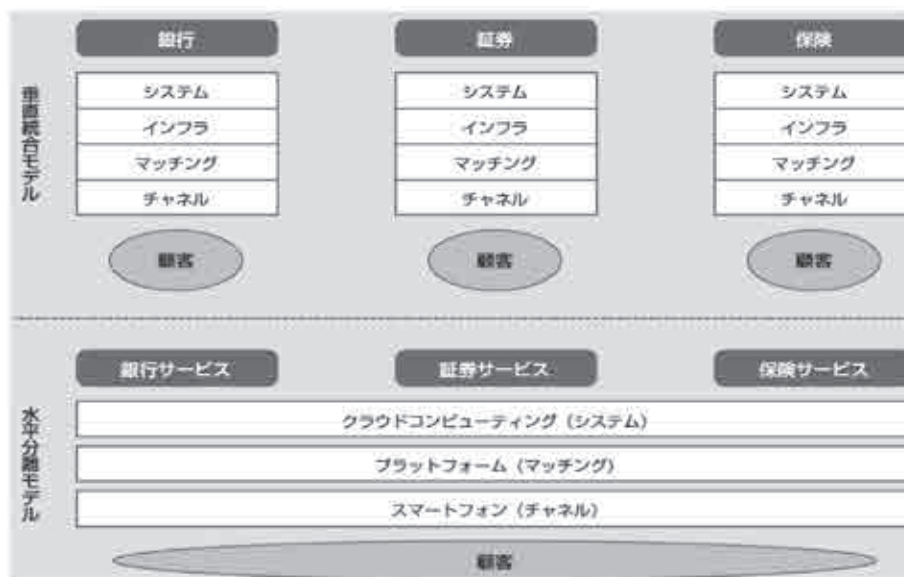 垂直統合モデル
銀行 証券 保険
システム システム システム
インフラ インフラ インフラ
マッチング マッチング マッチング
チャネル チャネル チャネル
顧客 顧客 顧客
水平分離モデル
銀行サービス 証券サービス 保険サービス
クラウドコンピューティング(システム)
プラットフォーム(マッチング)
スマートフォン(チャネル)
顧客